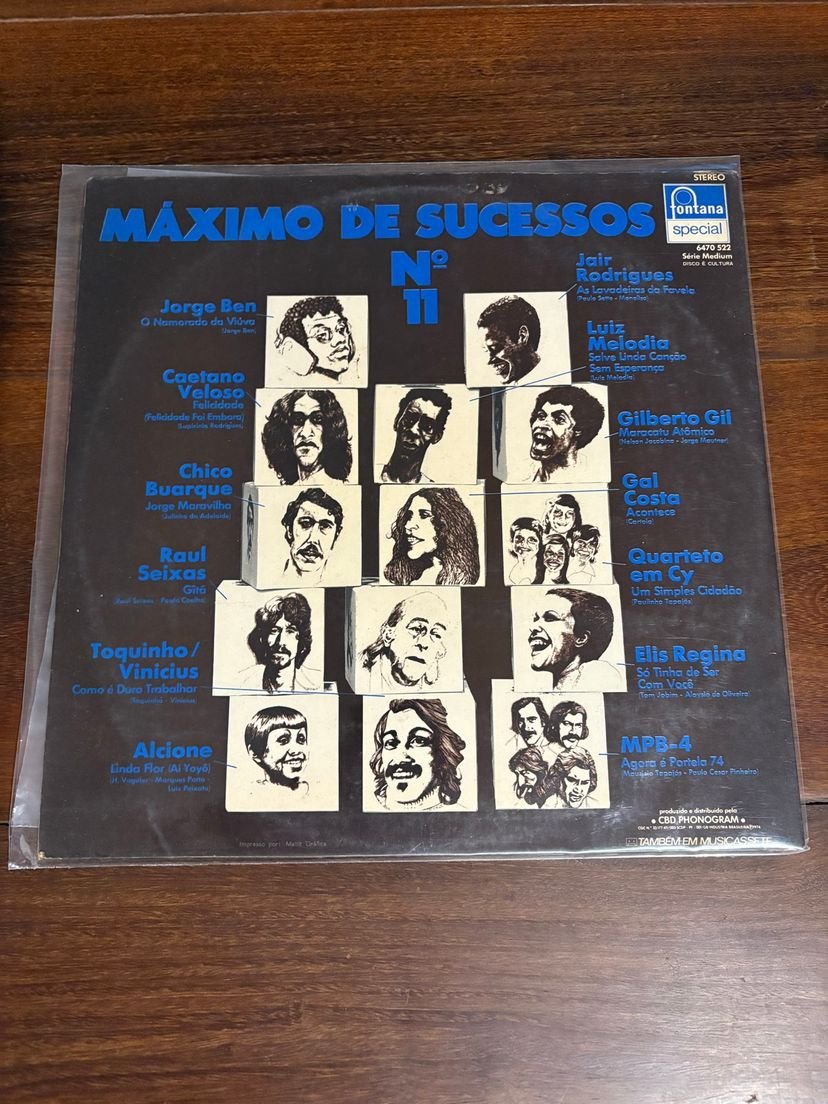 STEREO
MÁXIMO DE SUCESSOS
Nº
11
fontana
special
6470 522
Série Medium
DISCO É CULTURA
Jorge Ben
O Namorado da Viúva
(Jorge Ben)
Caetano
Veloso
Felicidade
(Felicidade Foi Embora)
(Lupicínio Rodrigues)
Chico
Buarque
Jorge Maravilha
(Julinho da Adelaide)
Raul
Seixas
Gîtá
(Raul Seixas - Paulo Coelho)
Toquinho/
Vinicius
Como é Duro Trabalhar
(Toquinho - Vinicius)
Alcione
Linda Flor (Ai Yoyô)
(H. Vogeler - Marques Porto -
Luiz Peixoto)
Jair
Rodrigues
As Lavadeiras da Favela
(Paulo Sette - Monalisa)
Luiz
Melodia
Salve Linda Canção
Sem Esperança
(Luiz Melodia)
Gilberto Gil
Maracatu Atômico
(Nelson Jacobina - Jorge Mautner)
Gal
Costa
Acontece
(Cartola)
Quarteto
em Cy
Um Simples Cidadão
(Paulinho Tapajós)
Elis Regina
Só Tinha de Ser
Com Você
(Tom Jobim - Aloysio de Oliveira)
MPB-4
Agora é Portela 74
(Maurício Tapajós - Paulo Cesar Pinheiro)
produzido e distribuído pela
• CBD PHONOGRAM •
TAMBÉM EM MUSICASSETE
Impresso por: